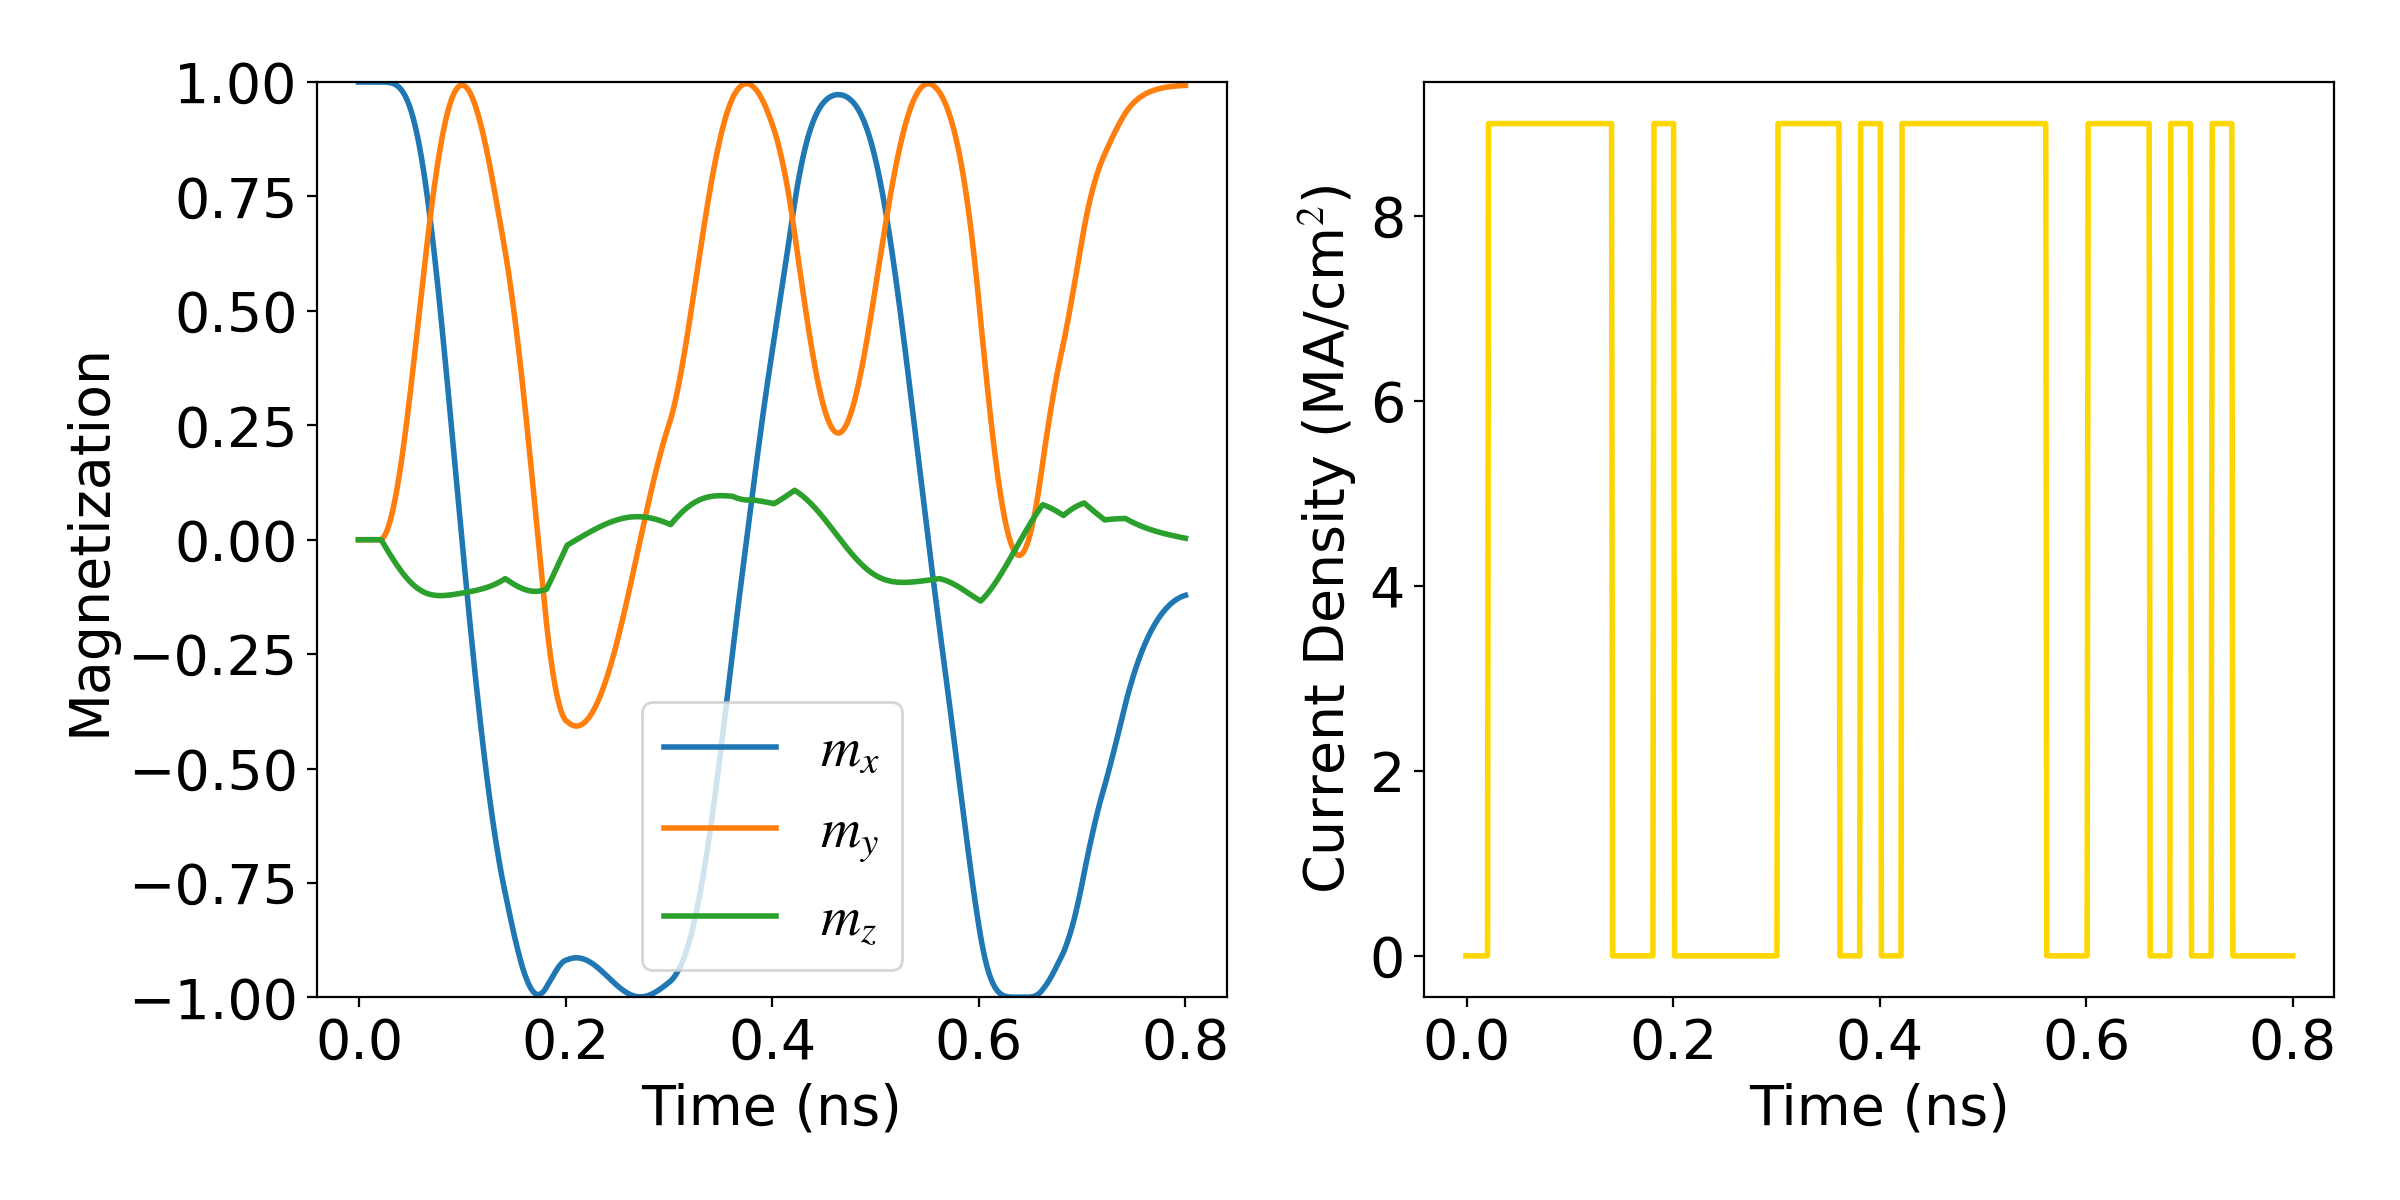 1.00
0.75
0.50
0.25
0.00
−0.25
−0.50
−0.75
−1.00
Magnetization
0.0 0.2 0.4 0.6 0.8
Time (ns)
mₓ
m_y
m_z
8
6
4
2
0
Current Density (MA/cm²)
0.0 0.2 0.4 0.6 0.8
Time (ns)